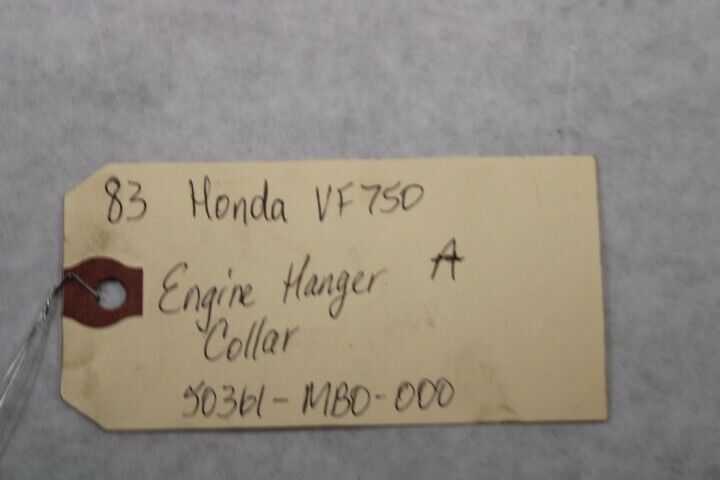 83 Honda VF750
Engine Hanger A
Collar
50361-MB0-000